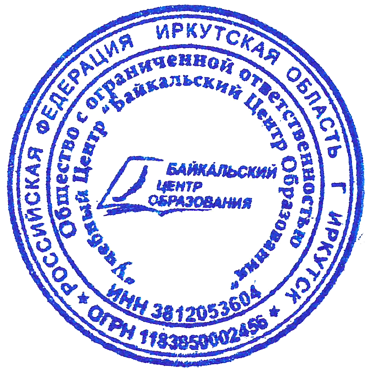 РОССИЙСКАЯ ФЕДЕРАЦИЯ ИРКУТСКАЯ ОБЛАСТЬ Г ИРКУТСК
ОГРН 1183850002456
Общество с ограниченной ответственностью
ИНН 3812053604
"Учебный Центр "Байкальский Центр Образования"
БАЙКАЛЬСКИЙ
ЦЕНТР
ОБРАЗОВАНИЯ